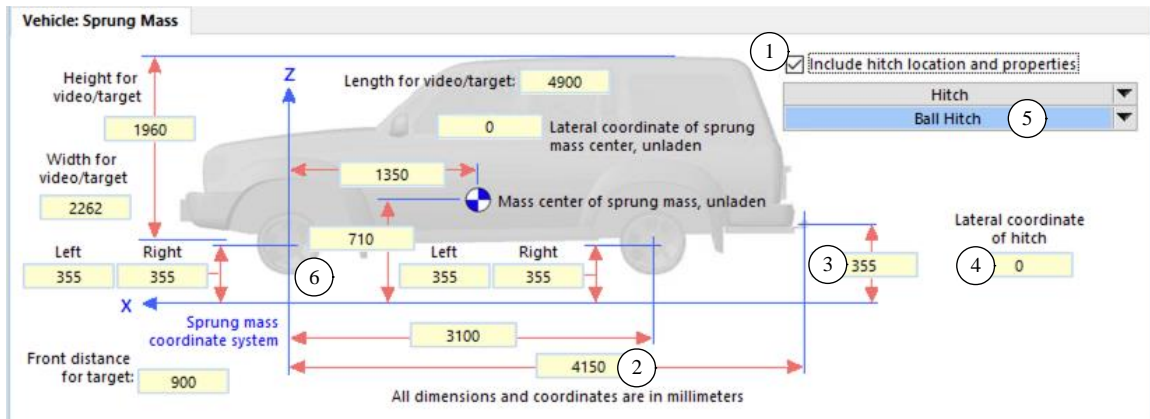 Vehicle: Sprung Mass
1
Include hitch location and properties
Hitch
Ball Hitch
5
Height for
video/target
1960
Z
Length for video/target:
4900
0
Lateral coordinate of sprung
mass center, unladen
Width for
video/target
2262
1350
Mass center of sprung mass, unladen
710
Left
Right
355
355
6
Left
Right
355
355
3
355
Lateral coordinate
of hitch
4
0
X
Sprung mass
coordinate system
3100
4150
2
Front distance
for target:
900
All dimensions and coordinates are in millimeters